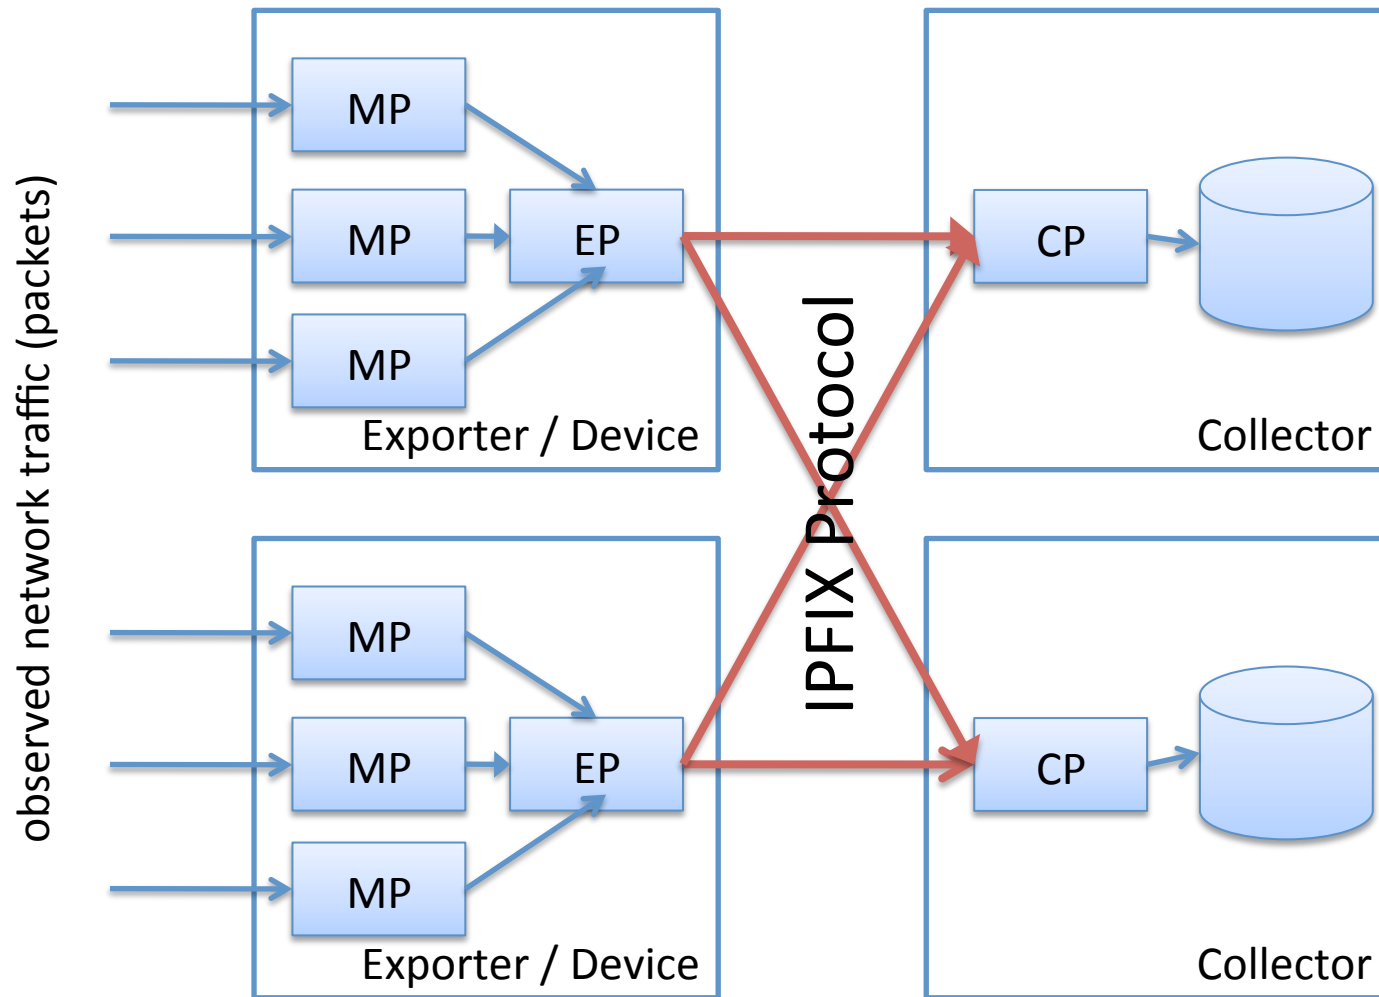 observed network traffic (packets)
MP
MP
EP
MP
Exporter / Device
IPFIX Protocol
CP
Collector
MP
MP
EP
MP
Exporter / Device
CP
Collector